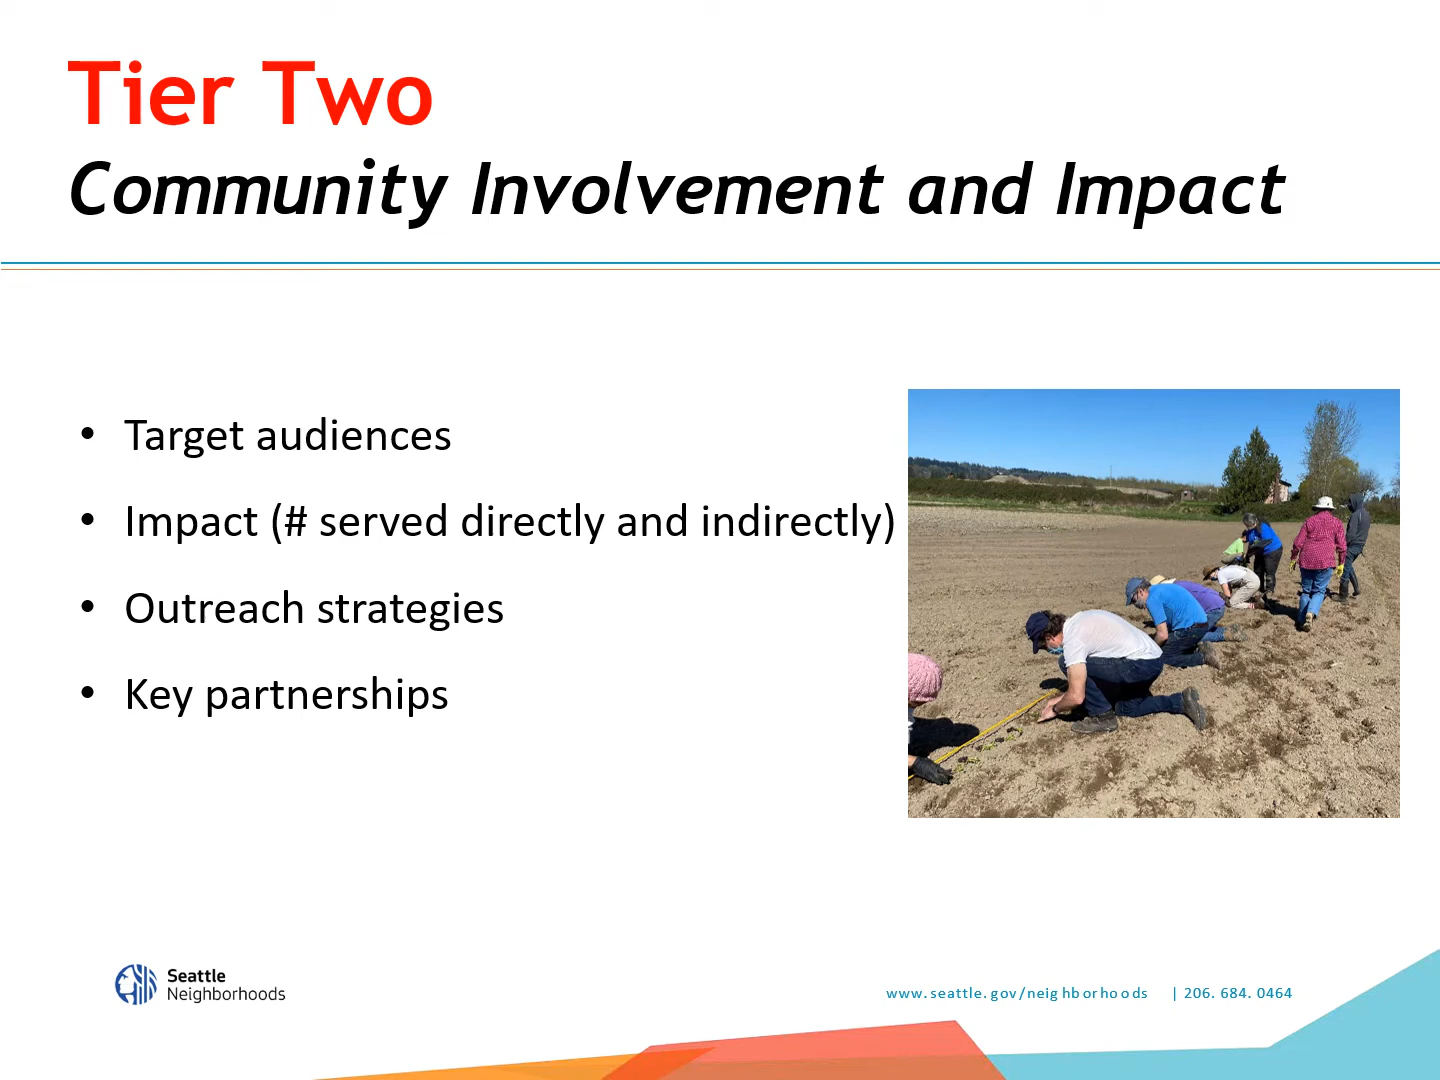 Tier Two
Community Involvement and Impact
• Target audiences
• Impact (# served directly and indirectly)
• Outreach strategies
• Key partnerships
Seattle
Neighborhoods
www.seattle.gov/neighborhoods | 206. 684. 0464